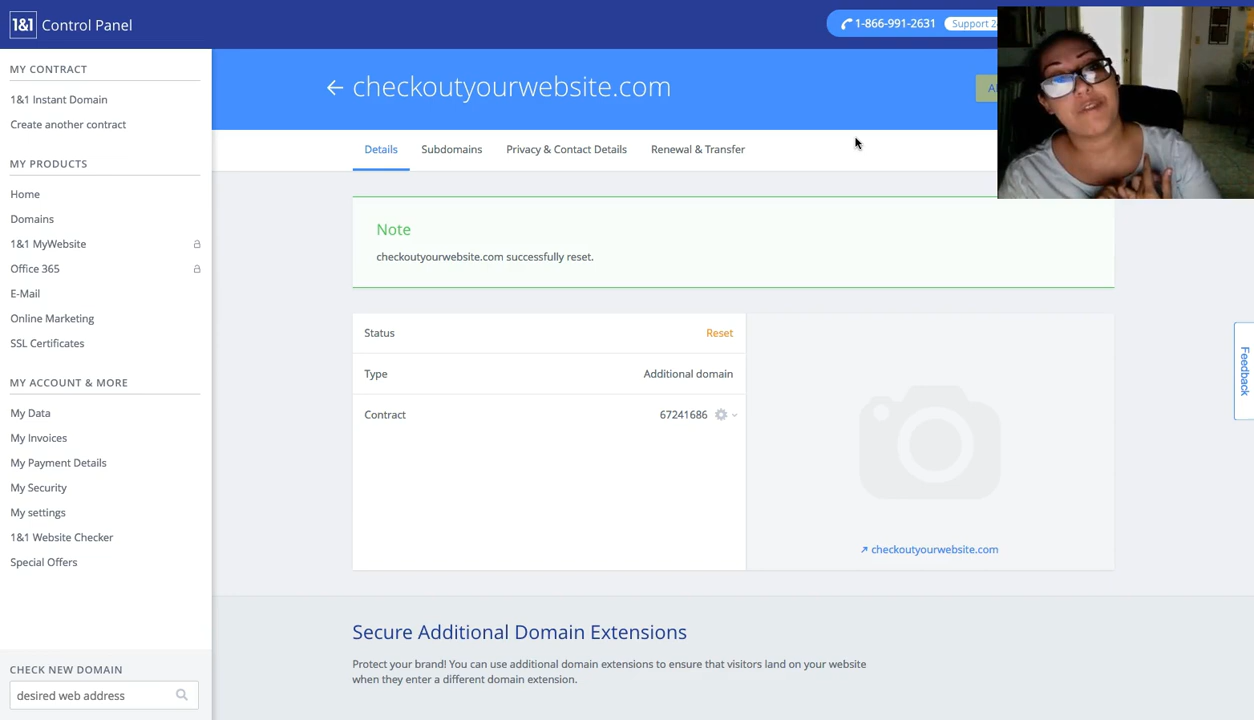 1&1 Control Panel
1-866-991-2631
Support
MY CONTRACT
1&1 Instant Domain
Create another contract
MY PRODUCTS
Home
Domains
1&1 MyWebsite
Office 365
E-Mail
Online Marketing
SSL Certificates
MY ACCOUNT & MORE
My Data
My Invoices
My Payment Details
My Security
My settings
1&1 Website Checker
Special Offers
CHECK NEW DOMAIN
desired web address
checkoutyourwebsite.com
Details Subdomains Privacy & Contact Details Renewal & Transfer
Note
checkoutyourwebsite.com successfully reset.
Status Reset
Type Additional domain
Contract 67241686
checkoutyourwebsite.com
Feedback
Secure Additional Domain Extensions
Protect your brand! You can use additional domain extensions to ensure that visitors land on your website
when they enter a different domain extension.